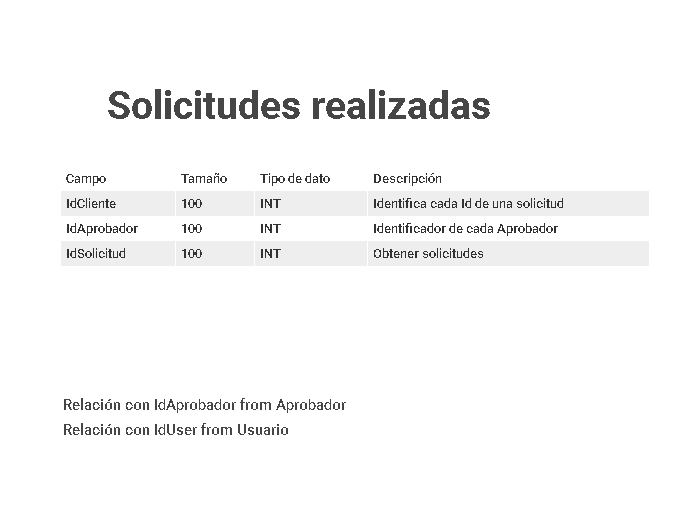 Solicitudes realizadas
Campo Tamaño Tipo de dato Descripción
IdCliente 100 INT Identifica cada Id de una solicitud
IdAprobador 100 INT Identificador de cada Aprobador
IdSolicitud 100 INT Obtener solicitudes
Relación con IdAprobador from Aprobador
Relación con IdUser from Usuario